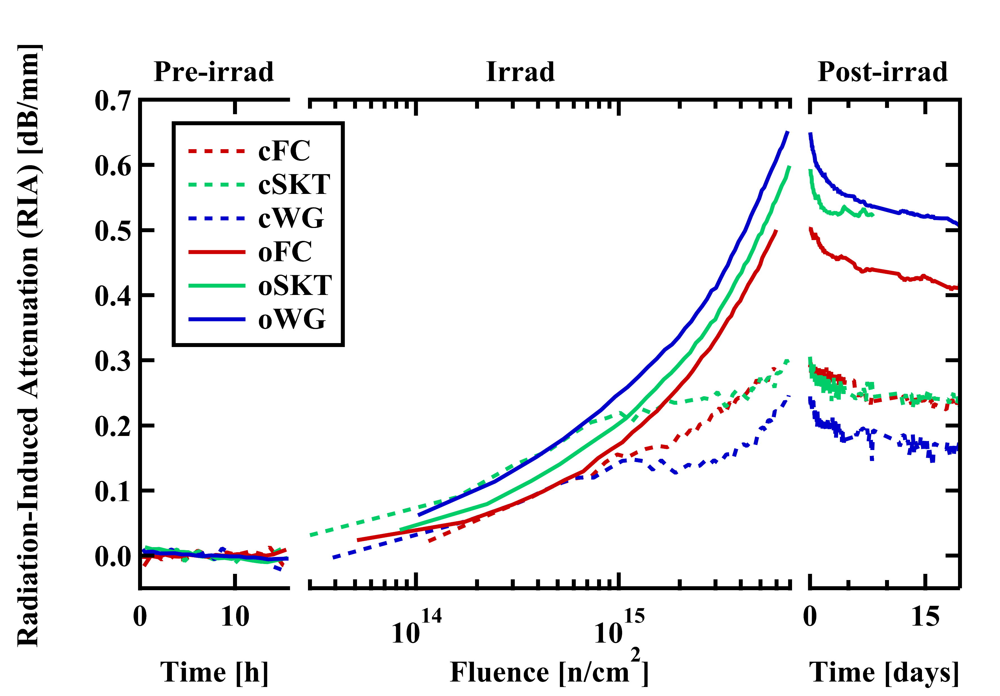 Pre-irrad Irrad Post-irrad
Radiation-Induced Attenuation (RIA) [dB/mm]
0.7
0.6
0.5
0.4
0.3
0.2
0.1
0.0
cFC
cSKT
cWG
oFC
oSKT
oWG
0 10 10^14 10^15 0 15
Time [h] Fluence [n/cm^2] Time [days]